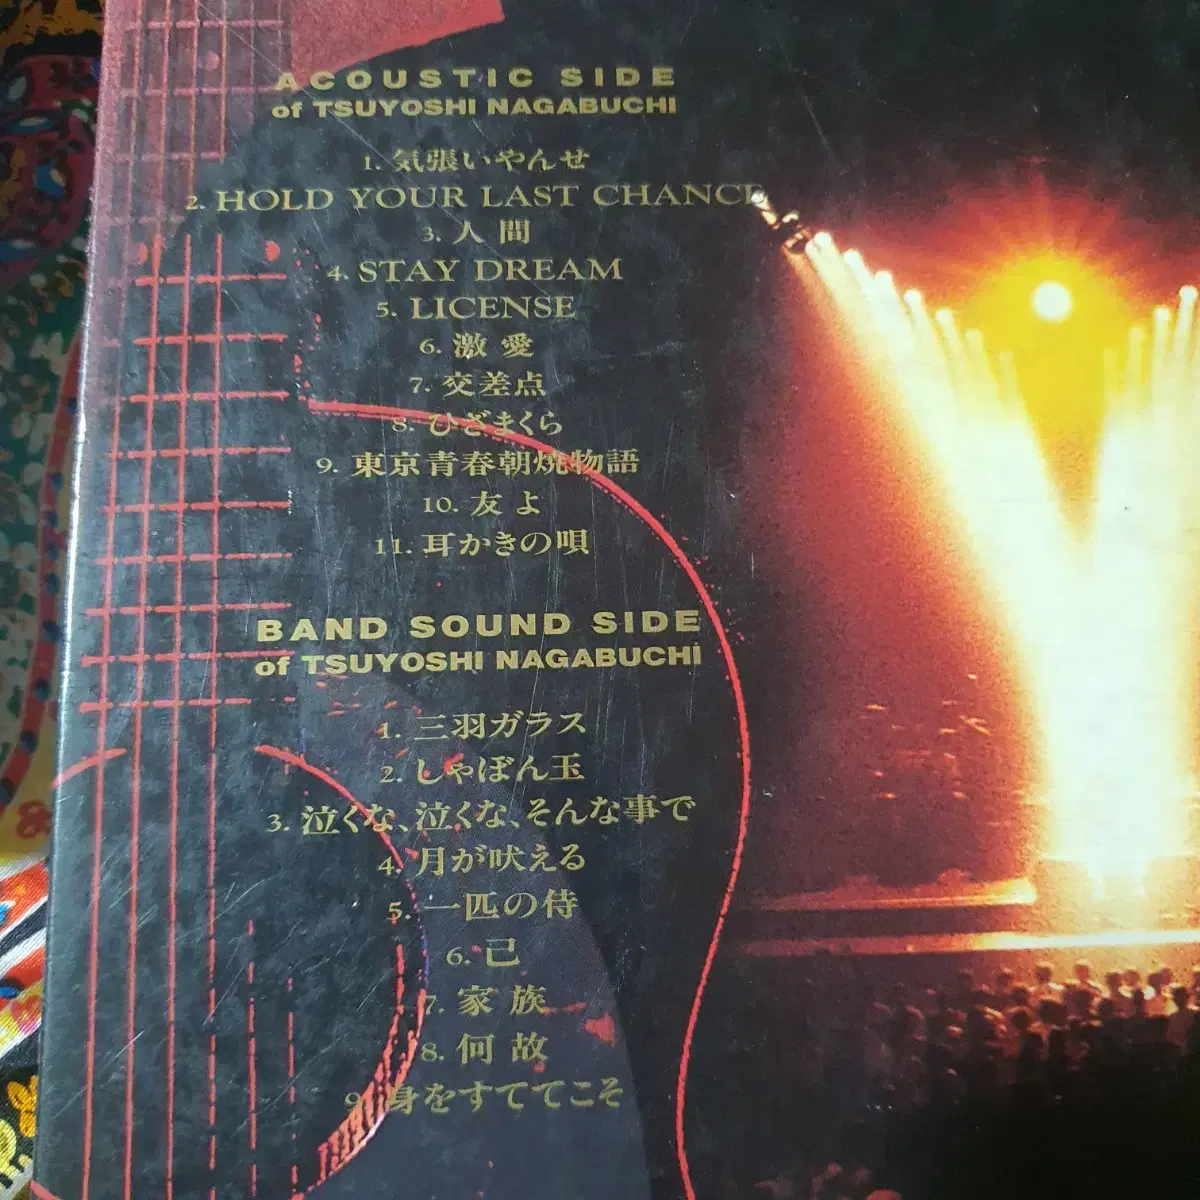 ACOUSTIC SIDE
of TSUYOSHI NAGABUCHI
1. 気張いやんせ
2. HOLD YOUR LAST CHANCE
3. 人間
4. STAY DREAM
5. LICENSE
6. 激愛
7. 交差点
8. ひざまくら
9. 東京青春朝焼物語
10. 友よ
11. 耳かきの唄
BAND SOUND SIDE
of TSUYOSHI NAGABUCHI
1. 三羽ガラス
2. しゃぼん玉
3. 泣くな、泣くな、そんな事で
4. 月が吠える
5. 一匹の侍
6. 己
7. 家族
8. 何故
9. 身をすててこそ